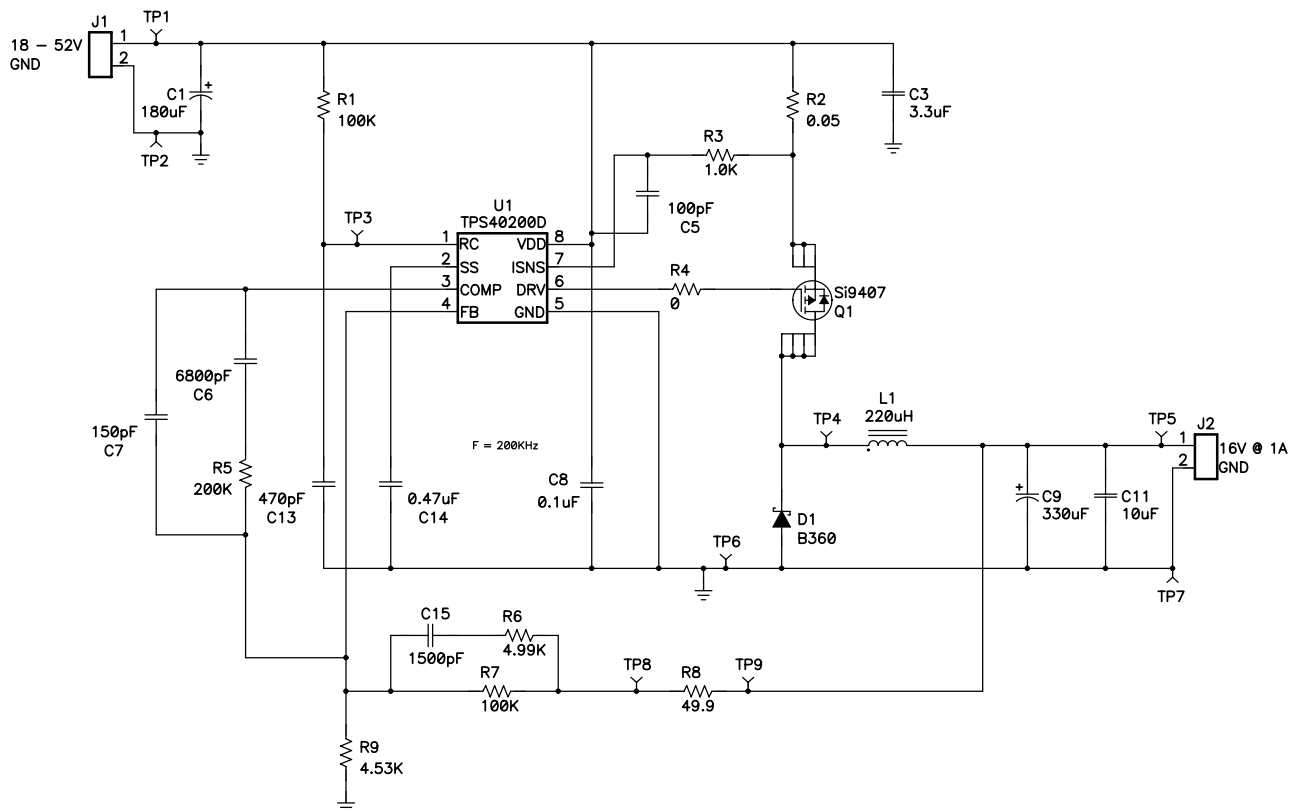 J1
TP1
18 - 52V
GND
1
2
C1
180uF
TP2
R1
100K
R2
0.05
C3
3.3uF
R3
1.0K
100pF
C5
U1
TPS40200D
TP3
1 RC VDD 8
2 SS ISNS 7
3 COMP DRV 6
4 FB GND 5
R4
0
Si9407
Q1
6800pF
C6
150pF
C7
R5
200K
F = 200KHz
470pF
C13
0.47uF
C14
C8
0.1uF
L1
220uH
TP4
TP5
J2
1
2
16V @ 1A
GND
C9
330uF
C11
10uF
D1
B360
TP6
TP7
C15
1500pF
R6
4.99K
R7
100K
TP8
R8
49.9
TP9
R9
4.53K